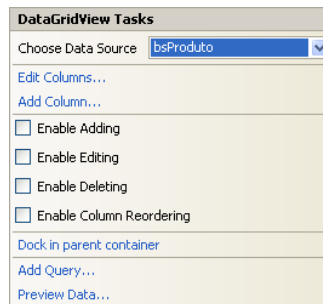 DataGridView Tasks
Choose Data Source bsProduto
Edit Columns...
Add Column...
Enable Adding
Enable Editing
Enable Deleting
Enable Column Reordering
Dock in parent container
Add Query...
Preview Data...